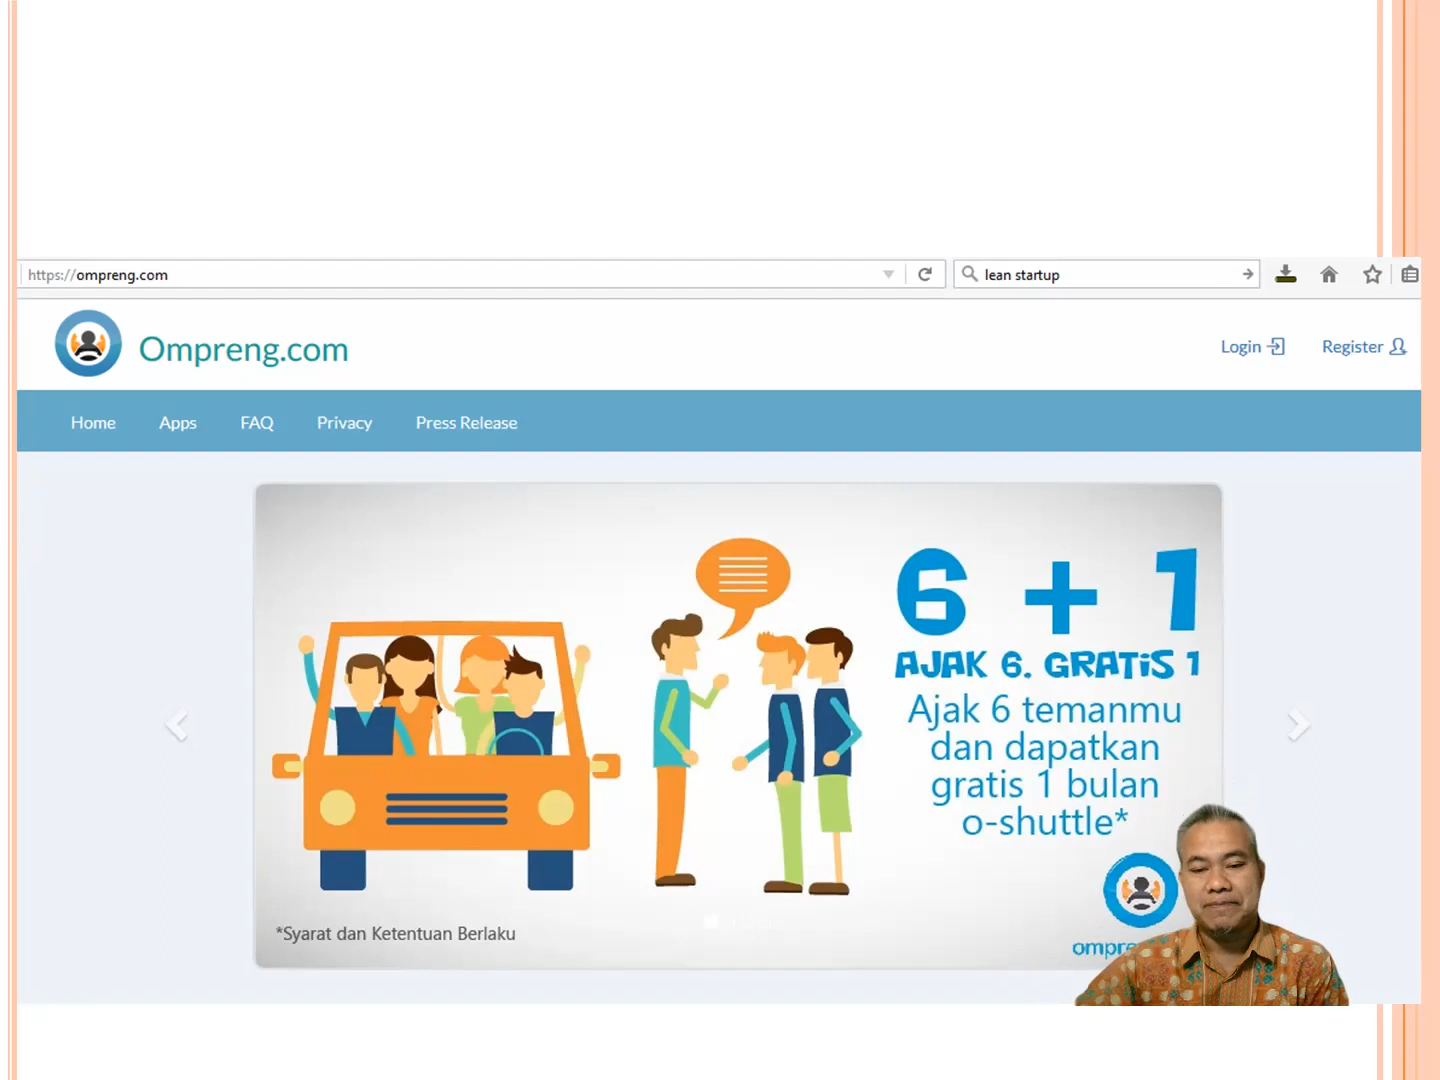 https://ompreng.com
lean startup
Ompreng.com
Login
Register
Home
Apps
FAQ
Privacy
Press Release
6 + 1
AJAK 6. GRATiS 1
Ajak 6 temanmu
dan dapatkan
gratis 1 bulan
o-shuttle*
*Syarat dan Ketentuan Berlaku